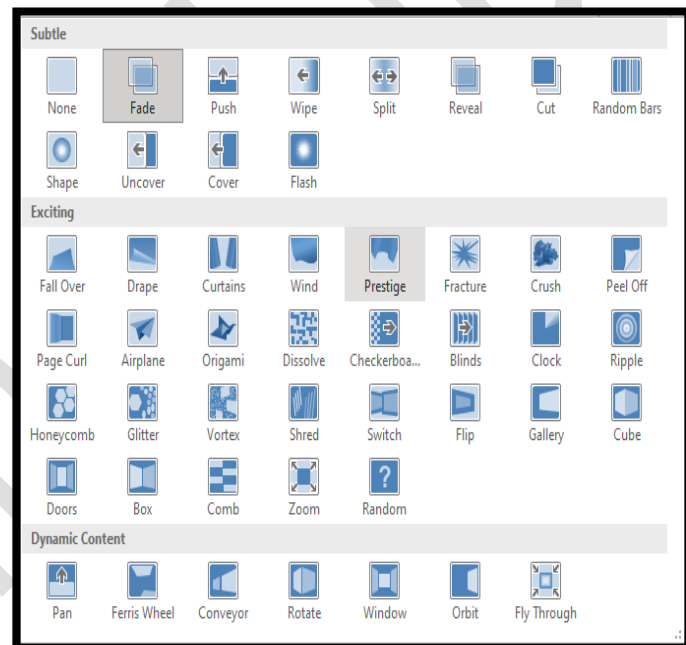 Subtle
None Fade Push Wipe Split Reveal Cut Random Bars
Shape Uncover Cover Flash
Exciting
Fall Over Drape Curtains Wind Prestige Fracture Crush Peel Off
Page Curl Airplane Origami Dissolve Checkerboa... Blinds Clock Ripple
Honeycomb Glitter Vortex Shred Switch Flip Gallery Cube
Doors Box Comb Zoom Random
Dynamic Content
Pan Ferris Wheel Conveyor Rotate Window Orbit Fly Through